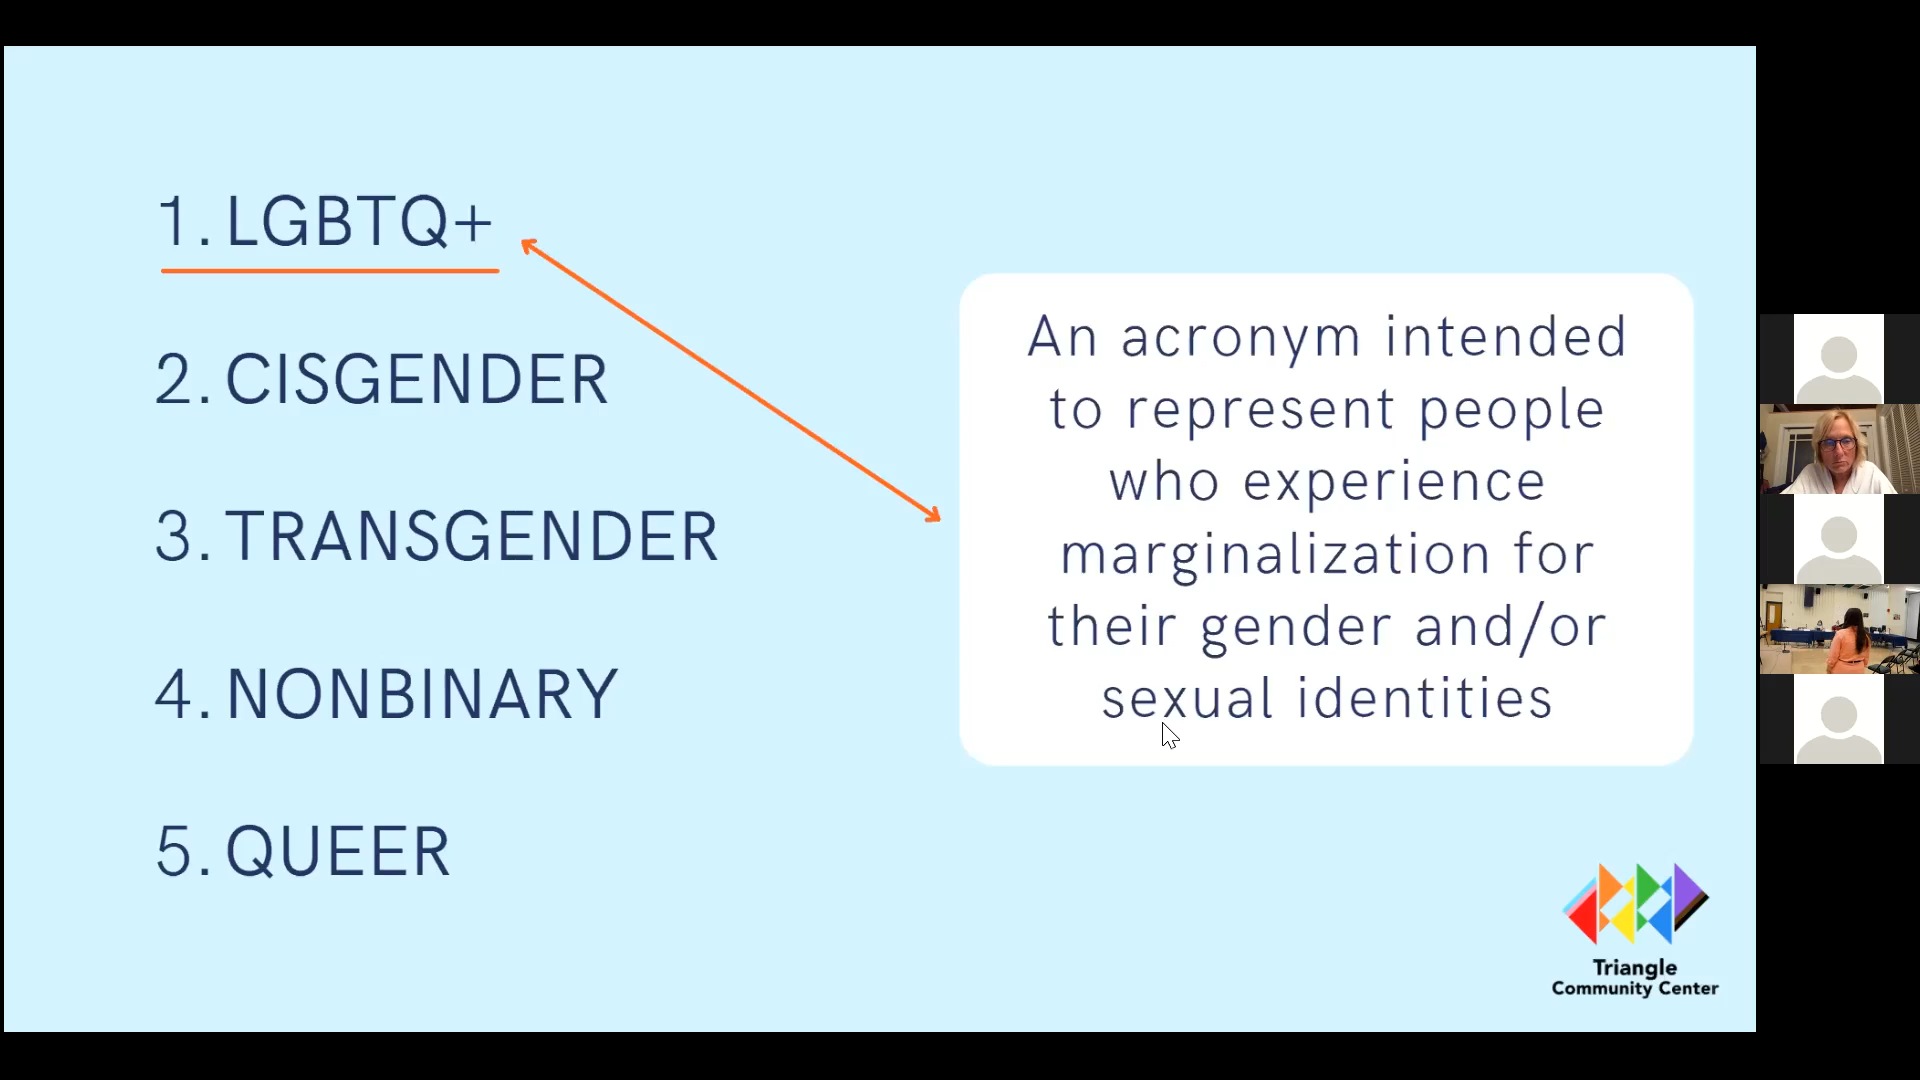 1. LGBTQ+
2. CISGENDER
3. TRANSGENDER
4. NONBINARY
5. QUEER
An acronym intended
to represent people
who experience
marginalization for
their gender and/or
sexual identities
Triangle
Community Center